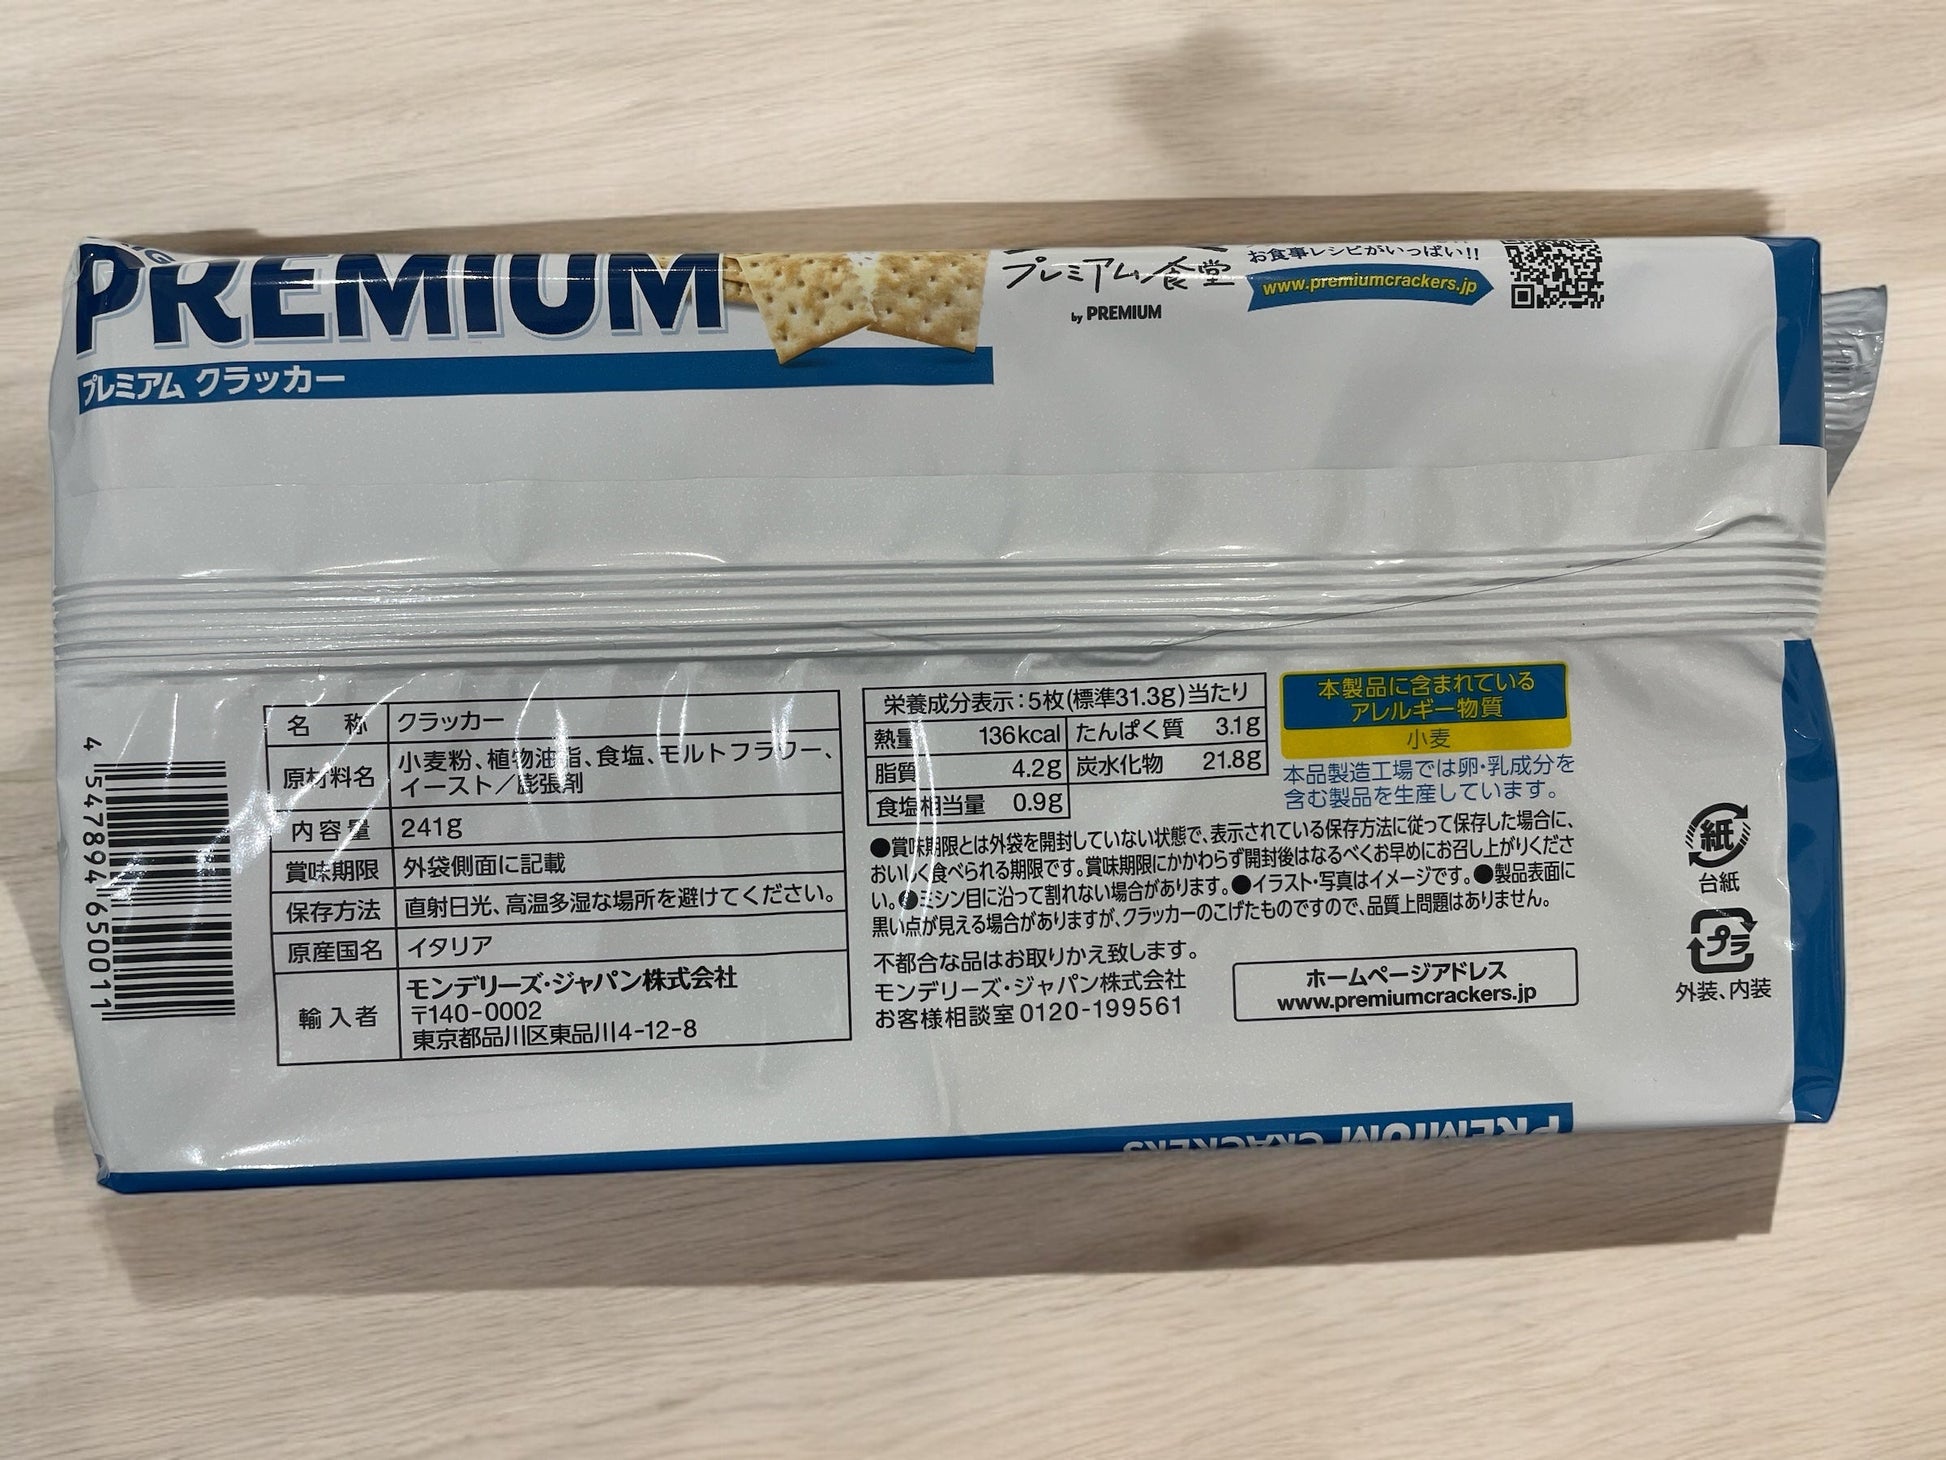 PREMIUM
プレミアム クラッカー
プレミアム食堂
by PREMIUM
お食事レシピがいっぱい!!
www.premiumcrackers.jp
名 称 クラッカー
原材料名 小麦粉、植物油脂、食塩、モルトフラワー、
イースト／膨張剤
内容量 241g
賞味期限 外袋側面に記載
保存方法 直射日光、高温多湿な場所を避けてください。
原産国名 イタリア
輸入者 モンデリーズ・ジャパン株式会社
〒140-0002
東京都品川区東品川4-12-8
4 547894 650011
栄養成分表示：5枚(標準31.3g)当たり
熱量 136kcal たんぱく質 3.1g
脂質 4.2g 炭水化物 21.8g
食塩相当量 0.9g
本製品に含まれている
アレルギー物質
小麦
本品製造工場では卵・乳成分を
含む製品を生産しています。
●賞味期限とは外袋を開封していない状態で、表示されている保存方法に従って保存した場合に、
おいしく食べられる期限です。賞味期限にかかわらず開封後はなるべくお早めにお召し上がりくださ
い。●ミシン目に沿って割れない場合があります。●イラスト・写真はイメージです。●製品表面に
黒い点が見える場合がありますが、クラッカーのこげたものですので、品質上問題はありません。
不都合な品はお取りかえ致します。
モンデリーズ・ジャパン株式会社
お客様相談室 0120-199561
ホームページアドレス
www.premiumcrackers.jp
紙
台紙
プラ
外装、内装
PREMIUM CRACKERS